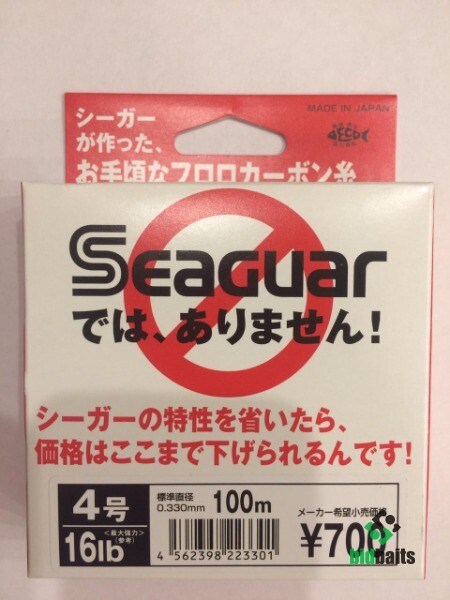 シーガー
が作った、
お手頃なフロロカーボン糸
MADE IN JAPAN
ECO
Seaguar
では、ありません!
シーガーの特性を省いたら、
価格はここまで下げられるんです!
4号
16lb
<最大強力>
(参考)
標準直径
0.330mm
100m
4 562398 223301
メーカー希望小売価格
¥700
bidbaits